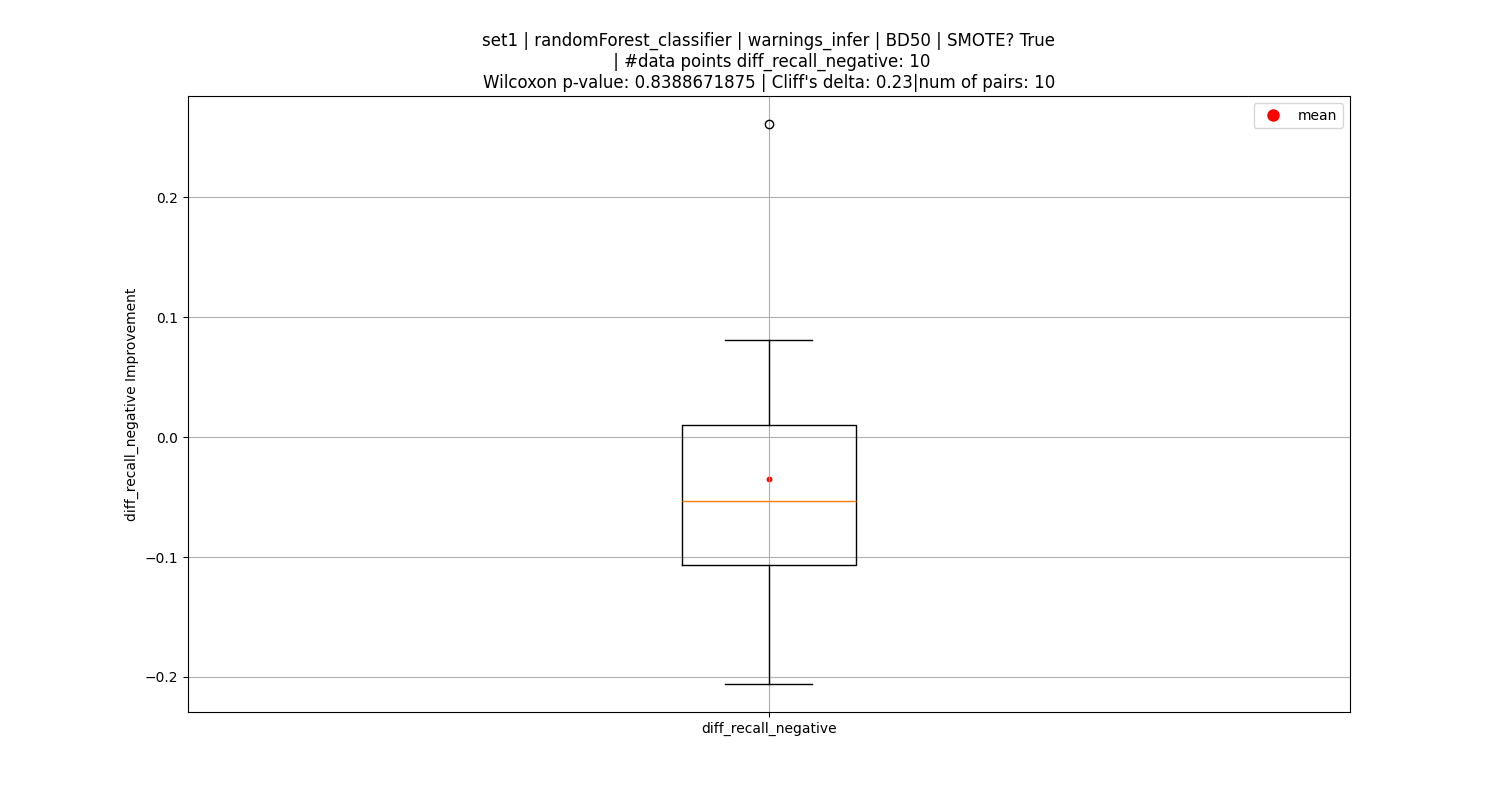 set1 | randomForest_classifier | warnings_infer | BD50 | SMOTE? True
| #data points diff_recall_negative: 10
Wilcoxon p-value: 0.8388671875 | Cliff's delta: 0.23|num of pairs: 10
mean
0.2
0.1
0.0
−0.1
−0.2
diff_recall_negative Improvement
diff_recall_negative